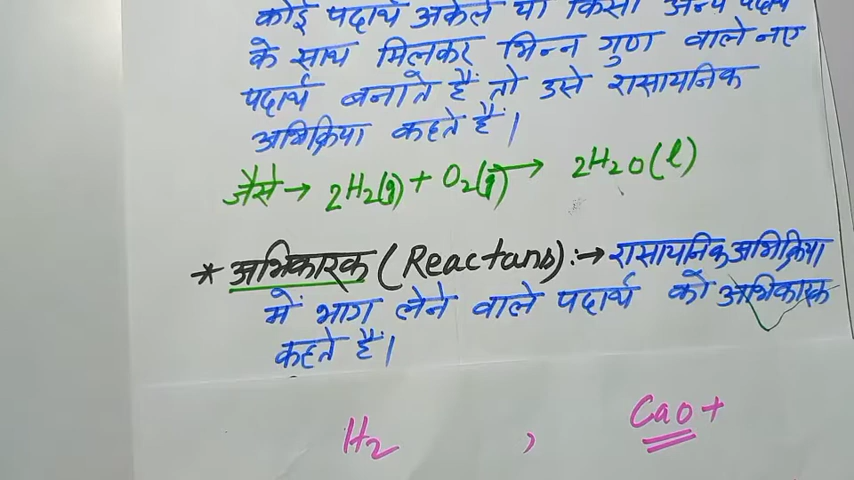 कोई पदार्थ अकेले या किसी अन्य पदार्थ
के साथ मिलकर भिन्न गुण वाले नए
पदार्थ बनाते हैं तो उसे रासायनिक
अभिक्रिया कहते हैं।
जैसे → 2H2(g) + O2(g) → 2H2O(l)
* अभिकारक (Reactans) :→ रासायनिक अभिक्रिया
में भाग लेने वाले पदार्थ को अभिकारक
कहते हैं।
H2 , CaO +